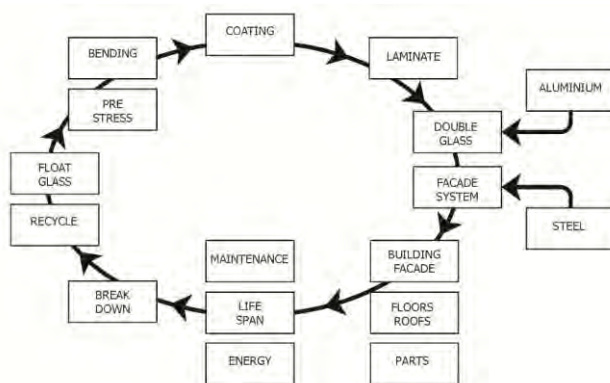 COATING
BENDING
LAMINATE
PRE
STRESS
ALUMINIUM
DOUBLE
GLASS
FLOAT
GLASS
FACADE
SYSTEM
RECYCLE
STEEL
MAINTENANCE
BUILDING
FACADE
BREAK
DOWN
LIFE
SPAN
FLOORS
ROOFS
ENERGY
PARTS